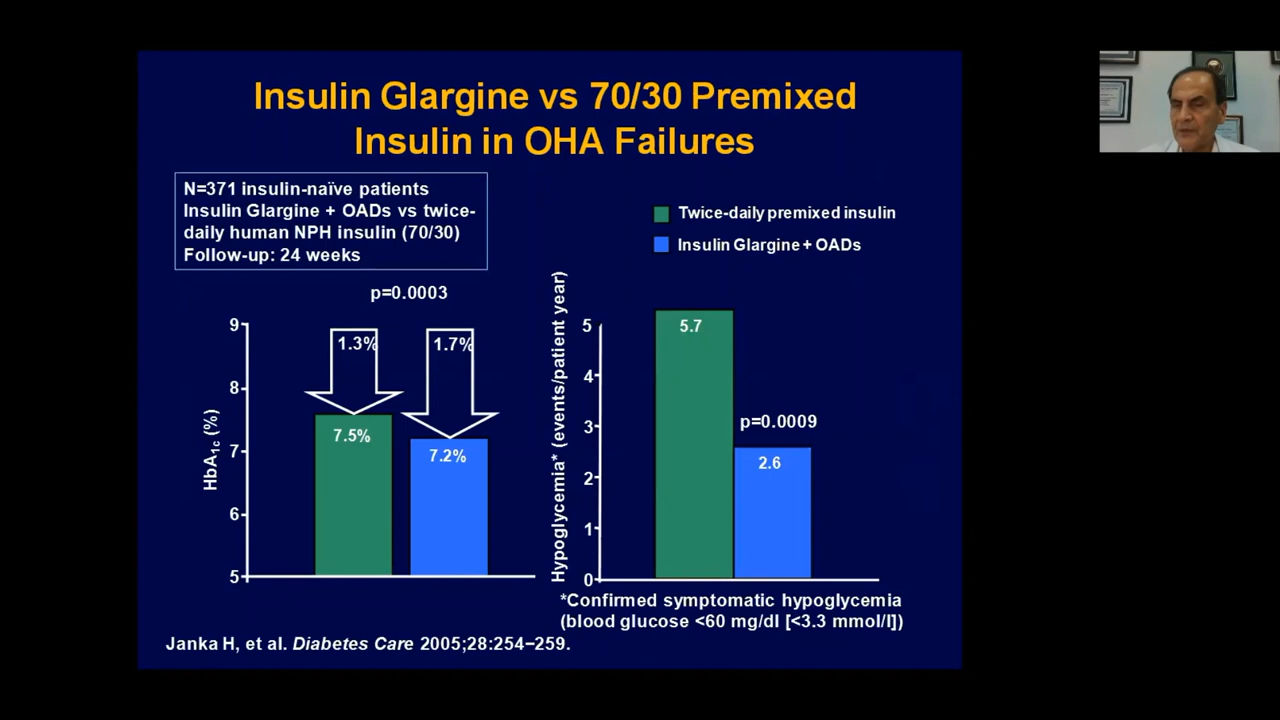 Insulin Glargine vs 70/30 Premixed
Insulin in OHA Failures
N=371 insulin-naïve patients
Insulin Glargine + OADs vs twice-
daily human NPH insulin (70/30)
Follow-up: 24 weeks
Twice-daily premixed insulin
Insulin Glargine + OADs
p=0.0003
HbA1c (%)
9
8
7
6
5
1.3%
1.7%
7.5%
7.2%
Hypoglycemia* (events/patient year)
5
4
3
2
1
0
5.7
p=0.0009
2.6
*Confirmed symptomatic hypoglycemia
(blood glucose <60 mg/dl [<3.3 mmol/l])
Janka H, et al. Diabetes Care 2005;28:254–259.